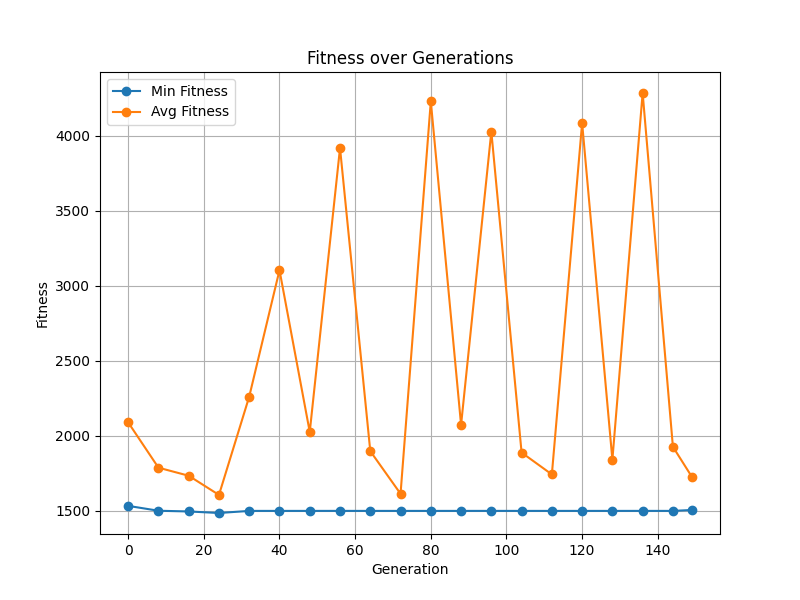 Fitness over Generations
Min Fitness
Avg Fitness
4000
3500
3000
2500
2000
1500
Fitness
0 20 40 60 80 100 120 140
Generation